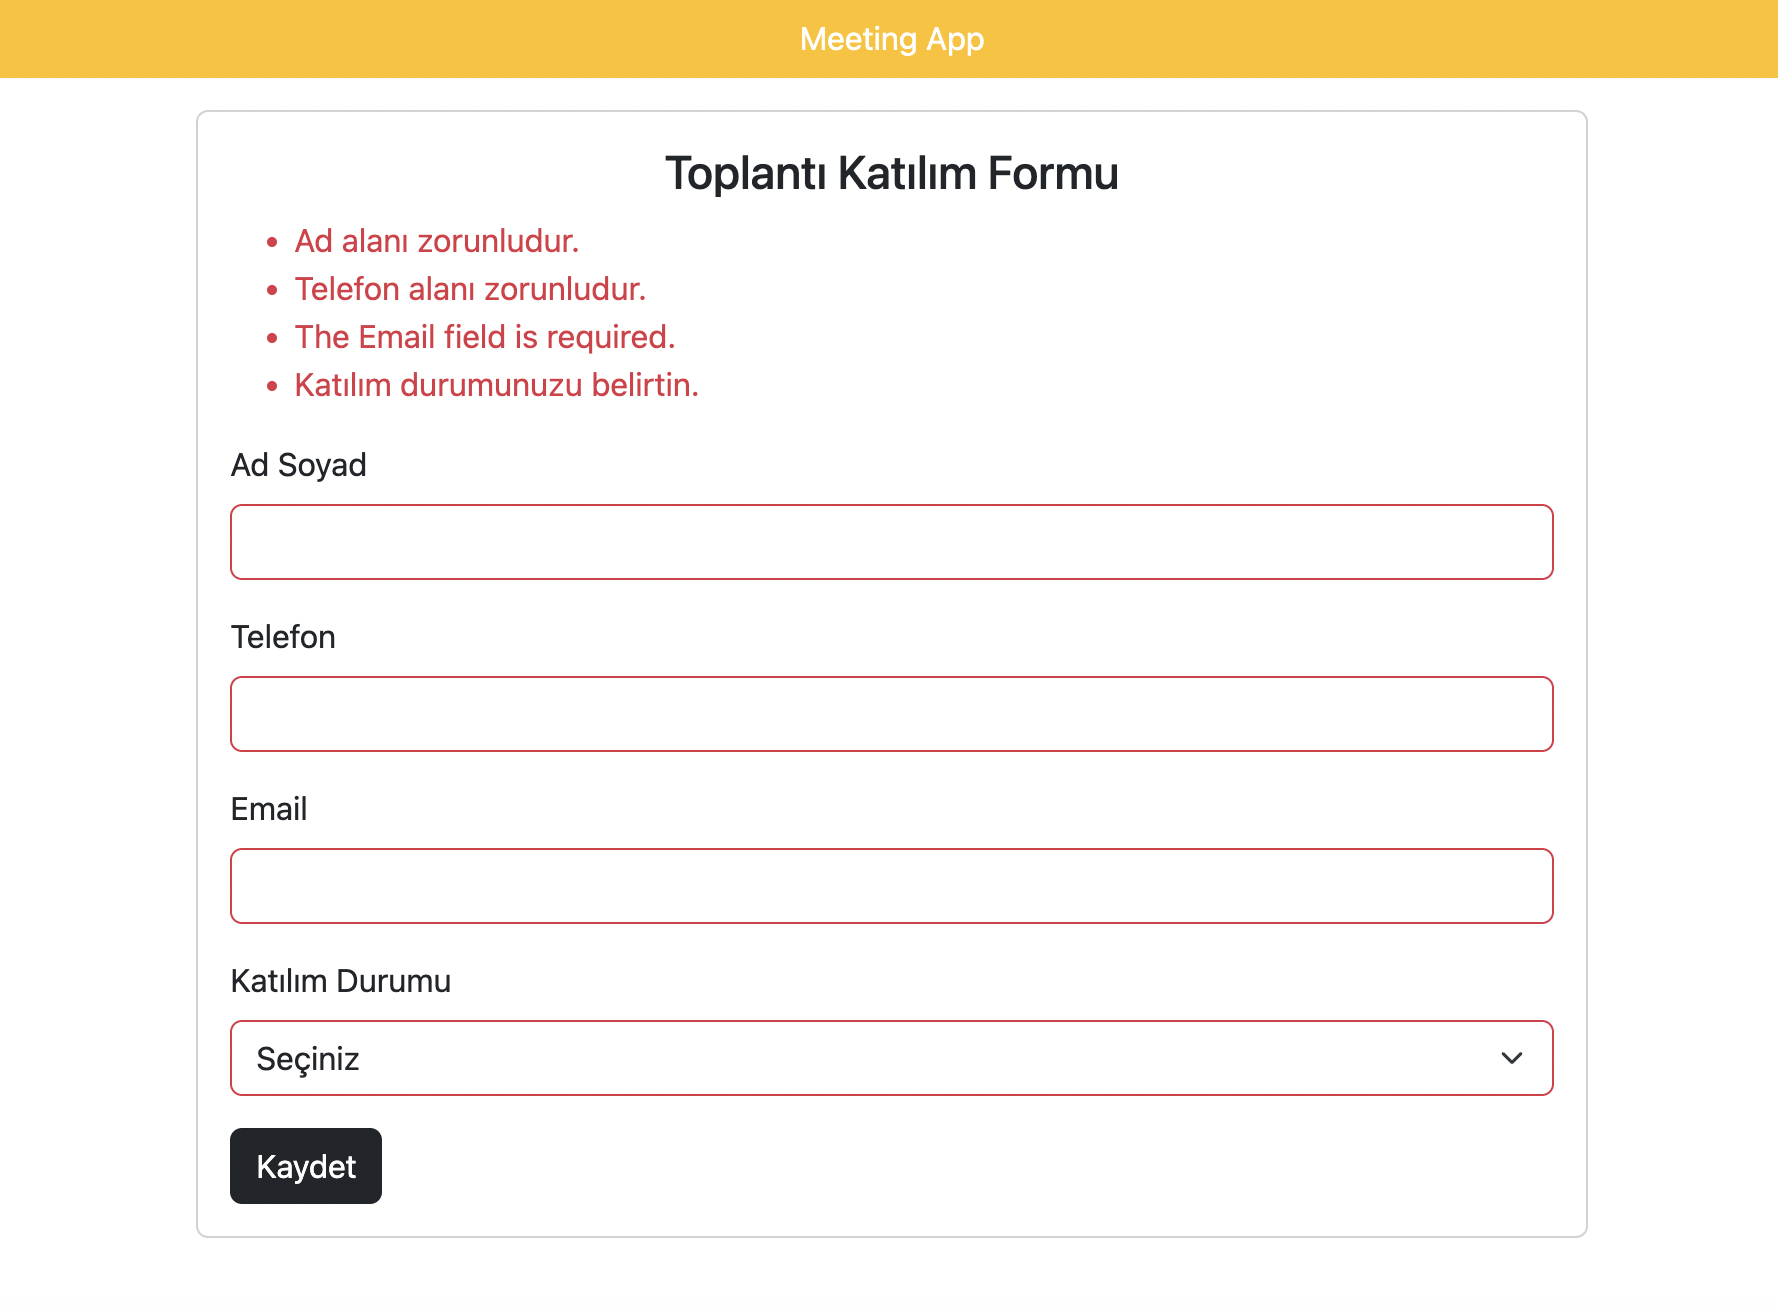 Meeting App
Toplantı Katılım Formu
Ad alanı zorunludur.
Telefon alanı zorunludur.
The Email field is required.
Katılım durumunuzu belirtin.
Ad Soyad
Telefon
Email
Katılım Durumu
Seçiniz
Kaydet